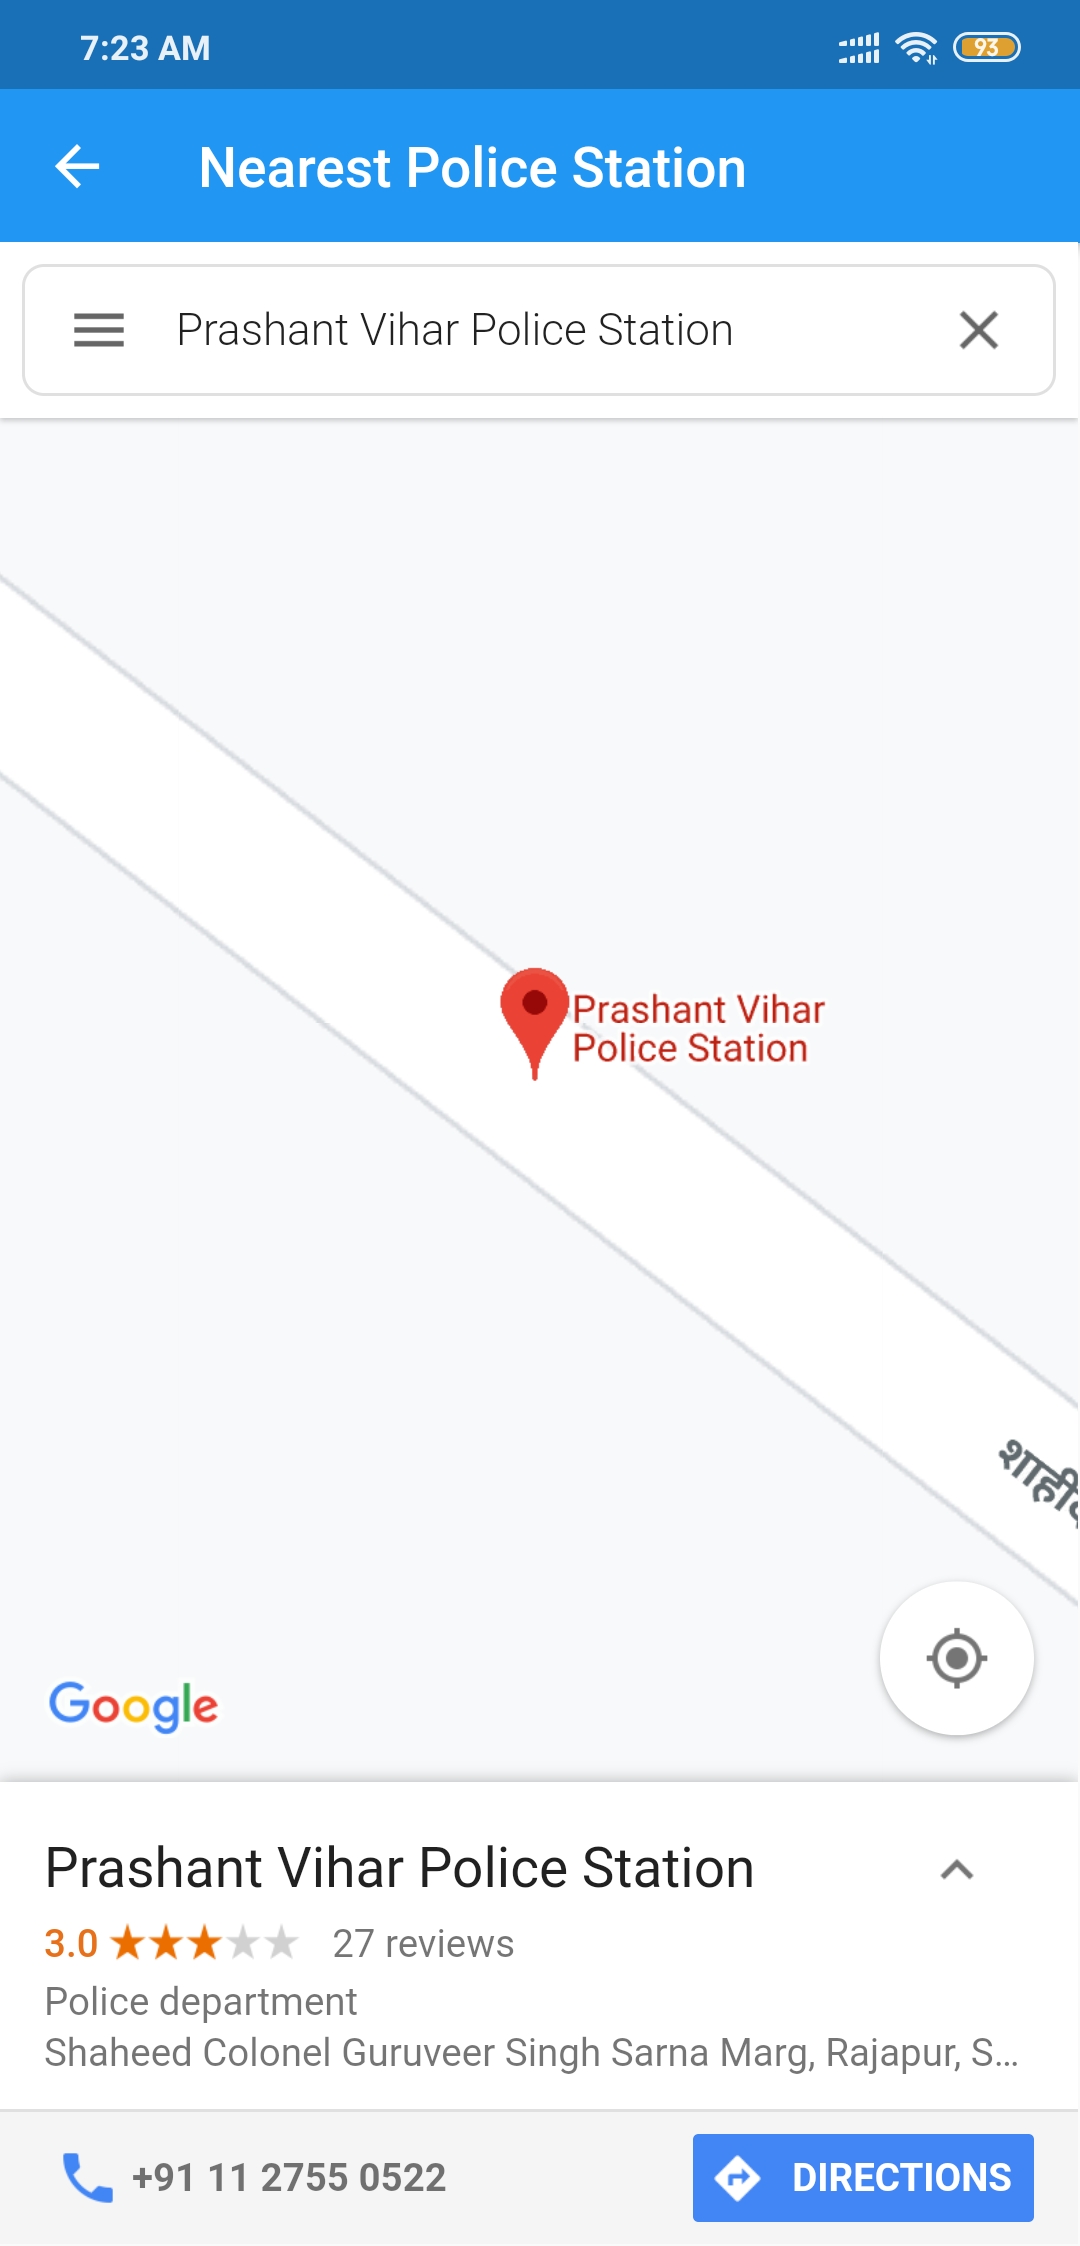 7:23 AM
93
Nearest Police Station
Prashant Vihar Police Station
Prashant Vihar
Police Station
Google
Prashant Vihar Police Station
3.0 27 reviews
Police department
Shaheed Colonel Guruveer Singh Sarna Marg, Rajapur, S...
+91 11 2755 0522
DIRECTIONS